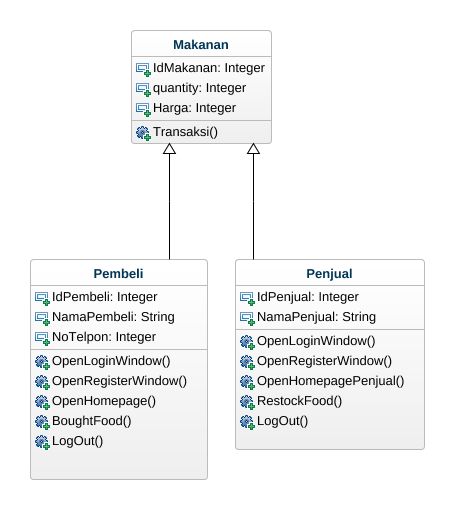 Makanan
IdMakanan: Integer
quantity: Integer
Harga: Integer
Transaksi()
Pembeli
IdPembeli: Integer
NamaPembeli: String
NoTelpon: Integer
OpenLoginWindow()
OpenRegisterWindow()
OpenHomepage()
BoughtFood()
LogOut()
Penjual
IdPenjual: Integer
NamaPenjual: String
OpenLoginWindow()
OpenRegisterWindow()
OpenHomepagePenjual()
RestockFood()
LogOut()